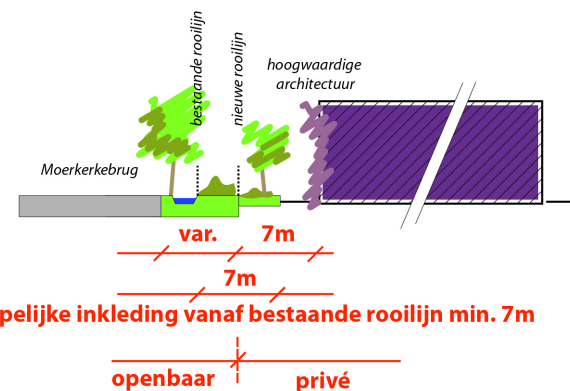 bestaande rooilijn
nieuwe rooilijn
hoogwaardige
architectuur
Moerkerkebrug
var.
7m
7m
pelijke inkleding vanaf bestaande rooilijn min. 7m
openbaar
privé